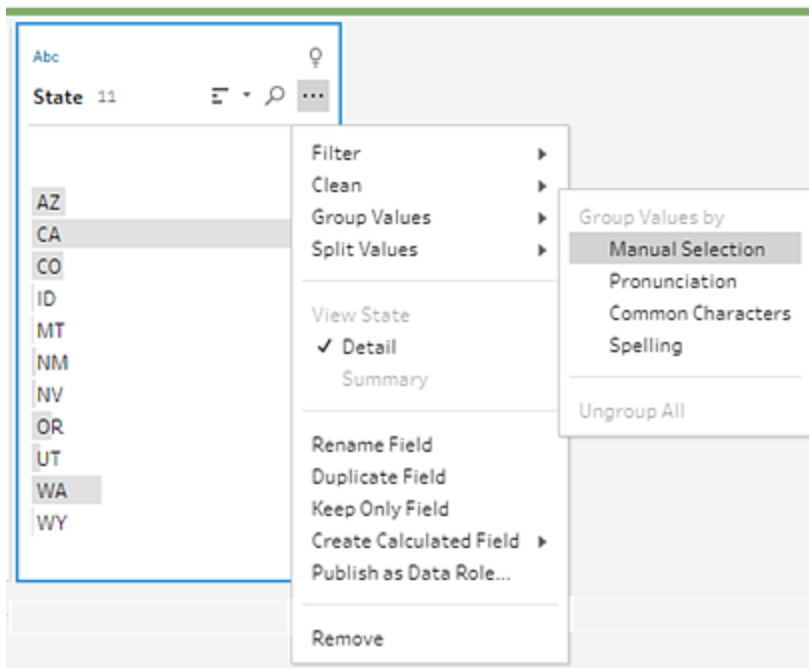 Abc
State 11
AZ
CA
CO
ID
MT
NM
NV
OR
UT
WA
WY
Filter
Clean
Group Values
Split Values
View State
✓ Detail
Summary
Rename Field
Duplicate Field
Keep Only Field
Create Calculated Field
Publish as Data Role...
Remove
Group Values by
Manual Selection
Pronunciation
Common Characters
Spelling
Ungroup All